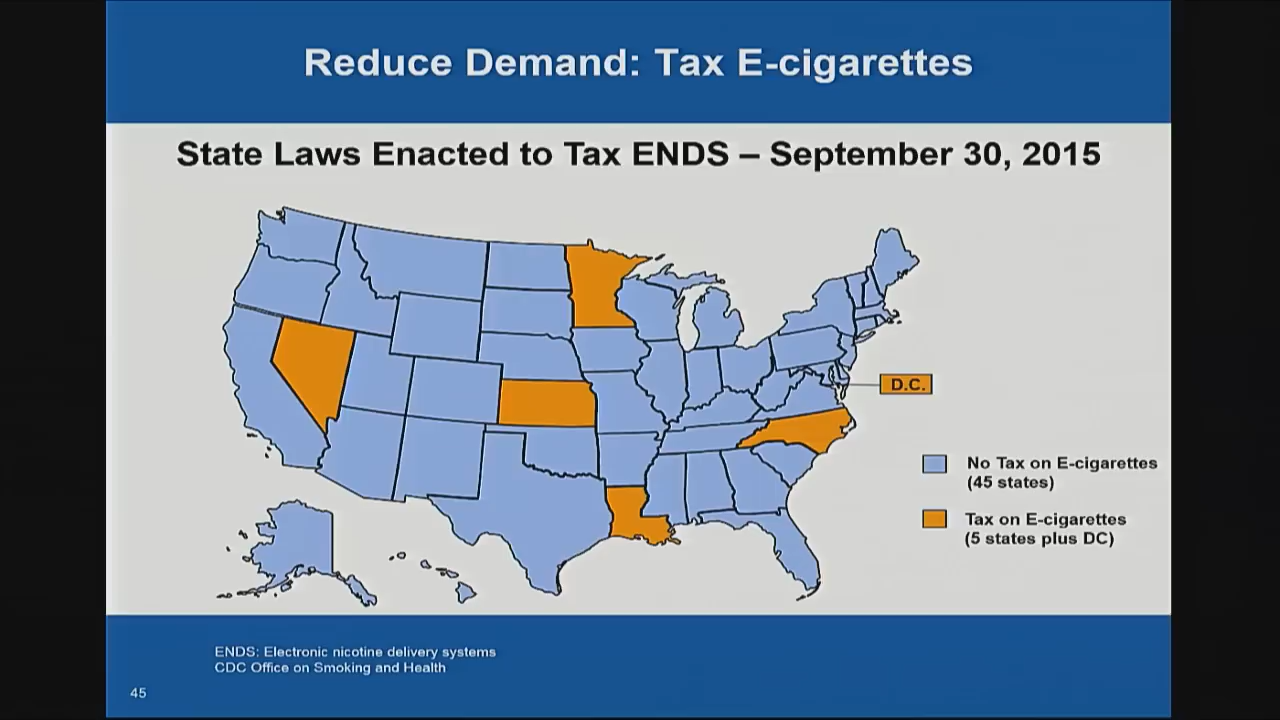 Reduce Demand: Tax E-cigarettes
State Laws Enacted to Tax ENDS – September 30, 2015
D.C.
No Tax on E-cigarettes
(45 states)
Tax on E-cigarettes
(5 states plus DC)
ENDS: Electronic nicotine delivery systems
CDC Office on Smoking and Health
45